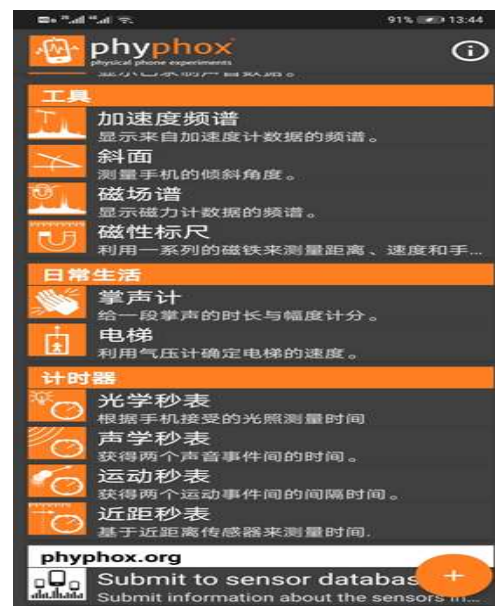 91% 13:44
phyphox
physical phone experiments
工具
加速度频谱
显示来自加速度计数据的频谱。
斜面
测量手机的倾斜角度。
磁场谱
显示磁力计数据的频谱。
磁性标尺
利用一系列的磁铁来测量距离、速度和手...
日常生活
掌声计
给一段掌声的时长与幅度计分。
电梯
利用气压计确定电梯的速度。
计时器
光学秒表
根据手机接受的光照测量时间
声学秒表
获得两个声音事件间的时间。
运动秒表
获得两个运动事件间的间隔时间。
近距秒表
基于近距离传感器来测量时间.
phyphox.org
Submit to sensor databas
Submit information about the sensors in...